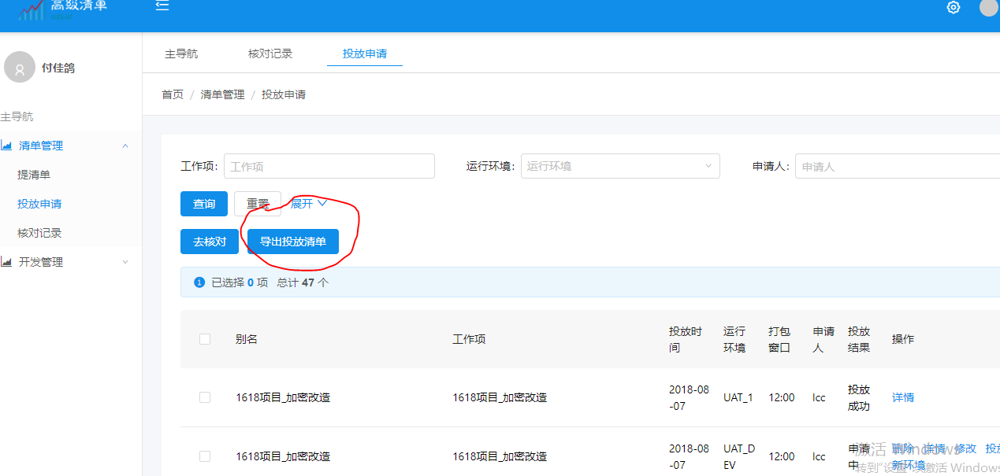 高级清单
付佳鸽
主导航 核对记录 投放申请
首页 / 清单管理 / 投放申请
主导航
清单管理
提清单
投放申请
核对记录
开发管理
工作项: 工作项 运行环境: 运行环境 申请人: 申请人
查询 重置 展开
去核对 导出投放清单
已选择 0 项 总计 47 个
别名 工作项 投放时间 运行环境 打包窗口 申请人 投放结果 操作
1618项目_加密改造 1618项目_加密改造 2018-08-07 UAT_1 12:00 lcc 投放成功 详情
1618项目_加密改造 1618项目_加密改造 2018-08-07 UAT_DEV 12:00 lcc 申请中 删除 详情 修改 投放新环境
激活 Windows
转到"设置"以激活 Windows